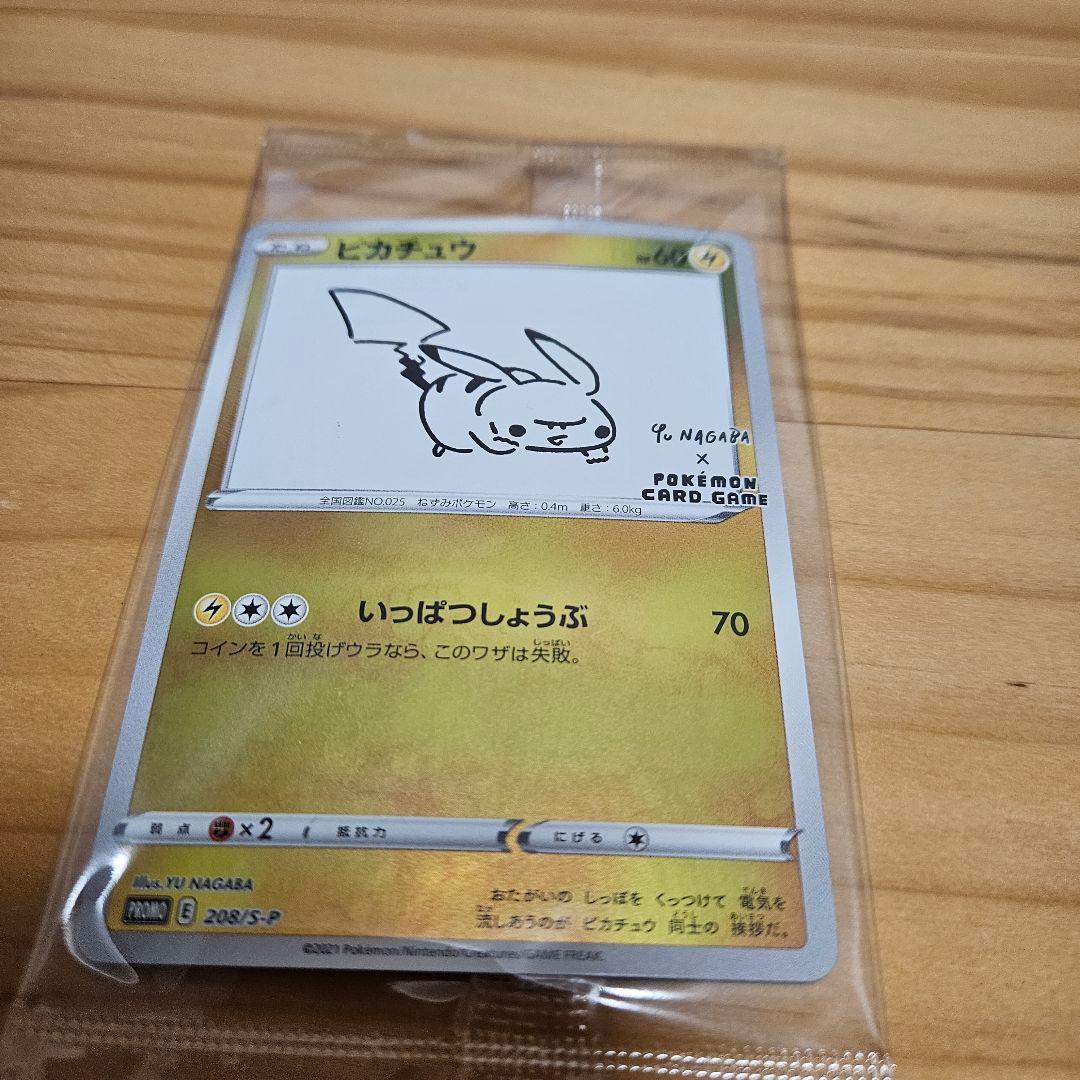 ピカチュウ
HP 60
Yu NAGABA
×
POKÉMON
CARD GAME
全国図鑑NO.025 ねずみポケモン 高さ:0.4m 重さ:6.0kg
いっぱつしょうぶ 70
コインを1回投げウラなら、このワザは失敗。
弱点 ×2 抵抗力 にげる
illus.YU NAGABA
PROMO E 208/S-P
おたがいの しっぽを くっつけて 電気を
流しあうのが ピカチュウ 同士の 挨拶だ。
©2021 Pokémon/Nintendo/Creatures/GAME FREAK.